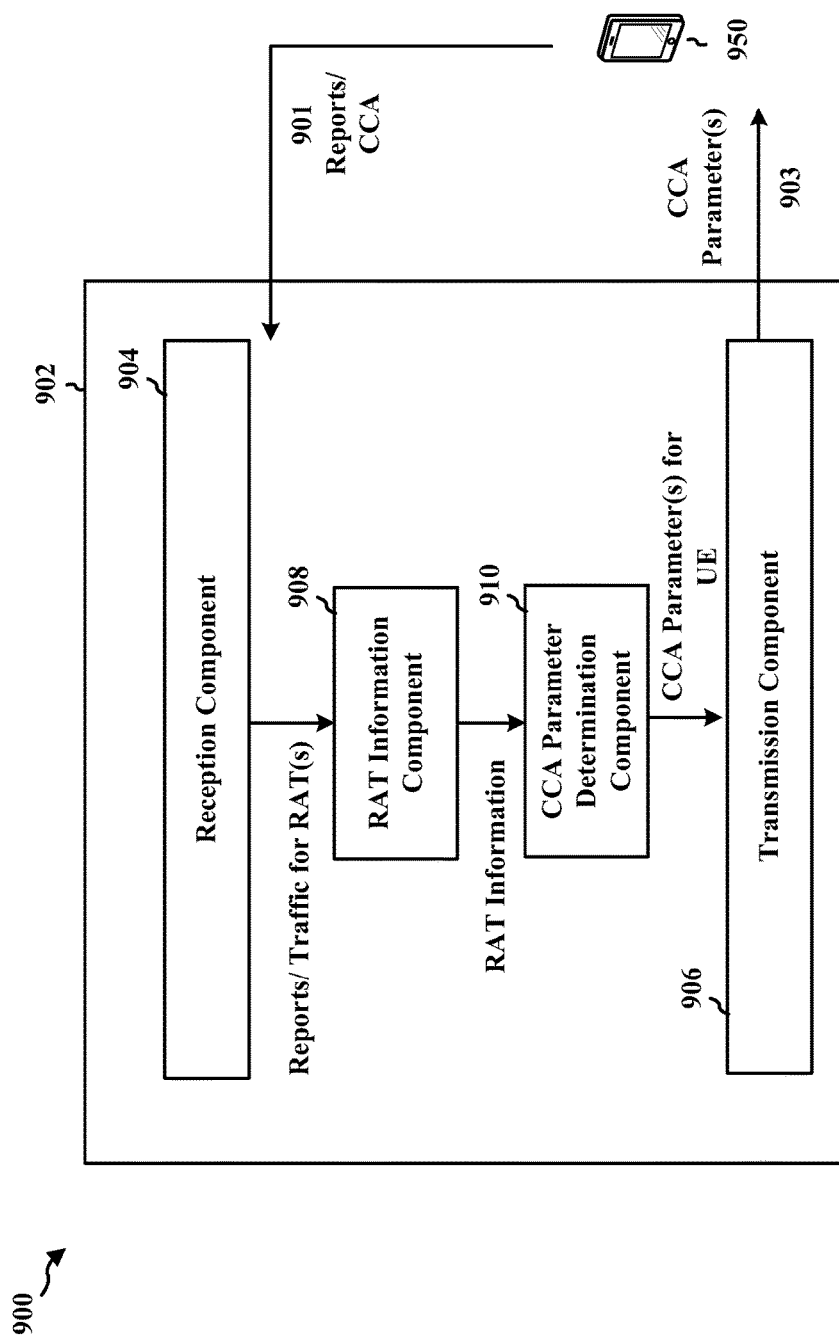 900
902
904
Reception Component
901
Reports/
CCA
950
Reports/ Traffic for RAT(s)
908
RAT Information
Component
RAT Information
910
CCA Parameter
Determination
Component
CCA Parameter(s) for
UE
906
Transmission Component
CCA
Parameter(s)
903